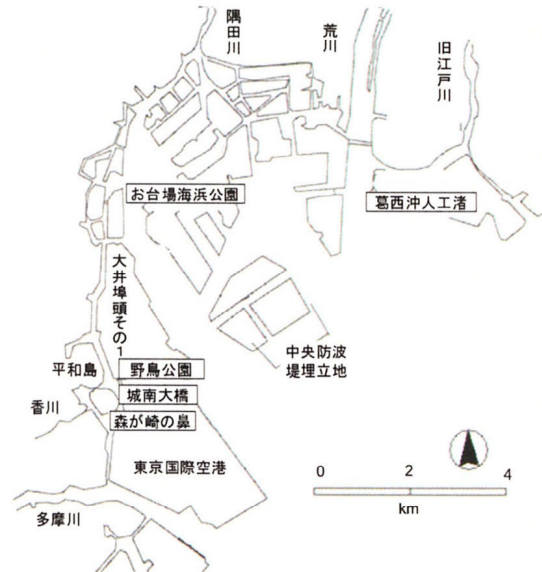 隅田川
荒川
旧江戸川
お台場海浜公園
葛西沖人工渚
大井埠頭その1
中央防波
堤埋立地
平和島
野鳥公園
城南大橋
香川
森が崎の鼻
東京国際空港
多摩川
0 2 4
km